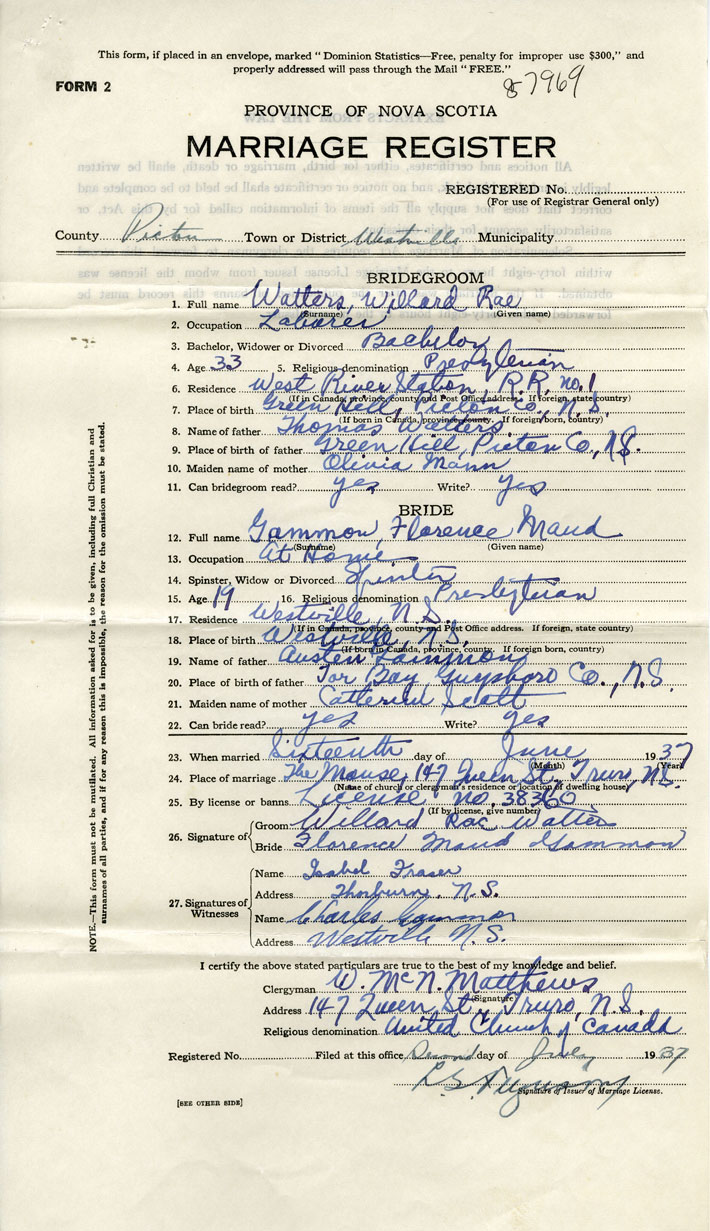 This form, if placed in an envelope, marked "Dominion Statistics—Free, penalty for improper use $300," and
properly addressed will pass through the Mail "FREE."
87969
FORM 2
PROVINCE OF NOVA SCOTIA
MARRIAGE REGISTER
REGISTERED No.
(For use of Registrar General only)
County Pictou Town or District Westville Municipality
BRIDEGROOM
1. Full name Watters, Willard Rae
(Surname) (Given name)
2. Occupation Laborer
3. Bachelor, Widower or Divorced Bachelor
4. Age 33 5. Religious denomination Presbyterian
6. Residence West River Station, R.R. no. 1
(If in Canada, province, county and Post Office address. If foreign, state country)
7. Place of birth Green Hill, Pictou Co., N.S.
(If born in Canada, province, county. If foreign born, country)
8. Name of father Thomas Watters
9. Place of birth of father Green Hill, Pictou Co., N.S.
10. Maiden name of mother Olivia Mann
11. Can bridegroom read? yes Write? yes
BRIDE
12. Full name Gammon, Florence Maud
(Surname) (Given name)
13. Occupation At Home
14. Spinster, Widow or Divorced Spinster
15. Age 19 16. Religious denomination Presbyterian
17. Residence Westville, N.S.
(If in Canada, province, county and Post Office address. If foreign, state country)
18. Place of birth Westville, N.S.
(If born in Canada, province, county. If foreign born, country)
19. Name of father Austen Gammon
20. Place of birth of father Tor Bay, Guysboro Co., N.S.
21. Maiden name of mother Catherine
22. Can bride read? yes Write? yes
23. When married Sixteenth day of June 1937
(Month) (Year)
24. Place of marriage The Manse, 147 Queen St., Truro, N.S.
(Name of church or clergyman's residence or location of dwelling house)
25. By license or banns License no. 38360
(If by license, give number)
26. Signature of Groom Willard Rae Watters
Bride Florence Maud Gammon
27. Signatures of Witnesses
Name Isabel Fraser
Address Thorburn, N.S.
Name Charles Gammon
Address Westville N.S.
I certify the above stated particulars are true to the best of my knowledge and belief.
Clergyman W. McN. Matthews
(Signature)
Address 147 Queen St., Truro, N.S.
Religious denomination United Church of Canada
Registered No. Filed at this office Second day of July 1937
Signature of Issuer of Marriage License.
[SEE OTHER SIDE]
NOTE.—This form must not be mutilated. All information asked for is to be given, including full Christian and
surnames of all parties, and if for any reason this is impossible, the reason for the omission must be stated.